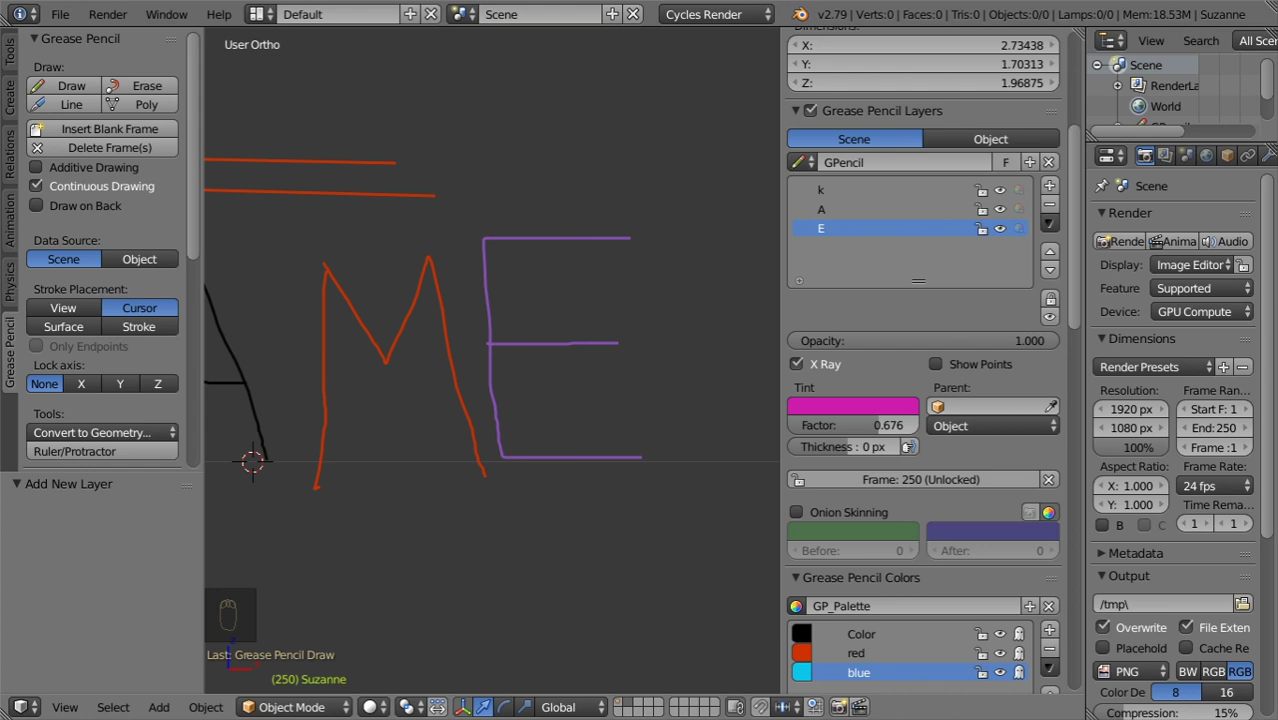 File Render Window Help Default Scene Cycles Render v2.79 | Verts:0 | Faces:0 | Tris:0 | Objects:0/0 | Lamps:0/0 | Mem:18.53M | Suzanne
Grease Pencil
Draw:
Draw Erase
Line Poly
Insert Blank Frame
Delete Frame(s)
Additive Drawing
Continuous Drawing
Draw on Back
Data Source:
Scene Object
Stroke Placement:
View Cursor
Surface Stroke
Only Endpoints
Lock axis:
None X Y Z
Tools:
Convert to Geometry...
Ruler/Protractor
Add New Layer
Tools
Create
Relations
Animation
Physics
Grease Pencil
User Ortho
M E
Last: Grease Pencil Draw
(250) Suzanne
View Select Add Object Object Mode Global
X: 2.73438
Y: 1.70313
Z: 1.96875
Grease Pencil Layers
Scene Object
GPencil F
k
A
E
Opacity: 1.000
X Ray Show Points
Tint Parent:
Factor: 0.676 Object
Thickness: 0 px
Frame: 250 (Unlocked)
Onion Skinning
Before: 0 After: 0
Grease Pencil Colors
GP_Palette
Color
red
blue
View Search All Scen
Scene
RenderLa
World
Scene
Render
Rende Anima Audio
Display: Image Editor
Feature Supported
Device: GPU Compute
Dimensions
Render Presets
Resolution: Frame Ran...
1920 px Start F: 1
1080 px End:250
100% Frame :1
Aspect Ratio: Frame Rate:
X: 1.000 24 fps
Y: 1.000 Time Rema...
B C 1 1
Metadata
Output
/tmp\
Overwrite File Exten
Placehold Cache Re
PNG BW RGB RGB
Color De 8 16
Compression: 15%